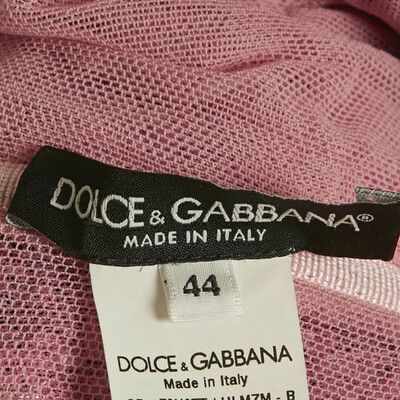 DOLCE & GABBANA®
MADE IN ITALY
44
DOLCE & GABBANA
Made in Italy